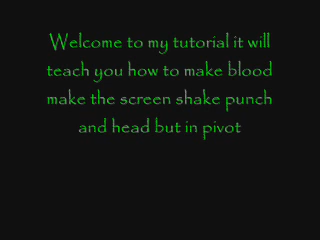 Welcome to my tutorial it will
teach you how to make blood
make the screen shake punch
and head but in pivot